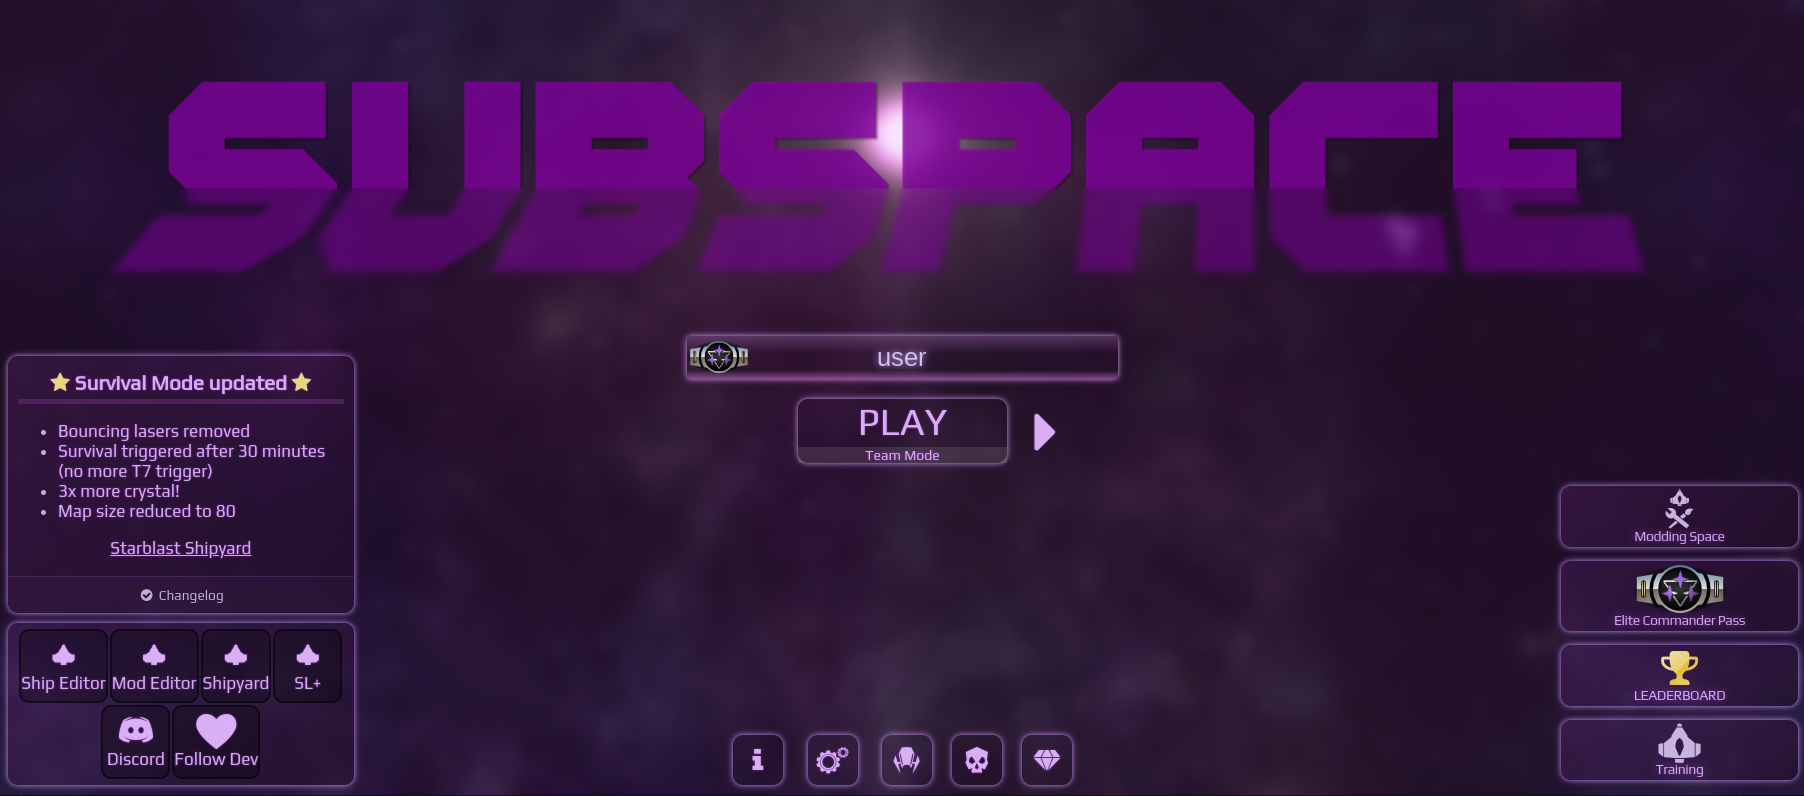 SUBSPACE
user
PLAY
Team Mode
Survival Mode updated
Bouncing lasers removed
Survival triggered after 30 minutes
(no more T7 trigger)
3x more crystal!
Map size reduced to 80
Starblast Shipyard
Changelog
Ship Editor
Mod Editor
Shipyard
SL+
Discord
Follow Dev
Modding Space
Elite Commander Pass
LEADERBOARD
Training